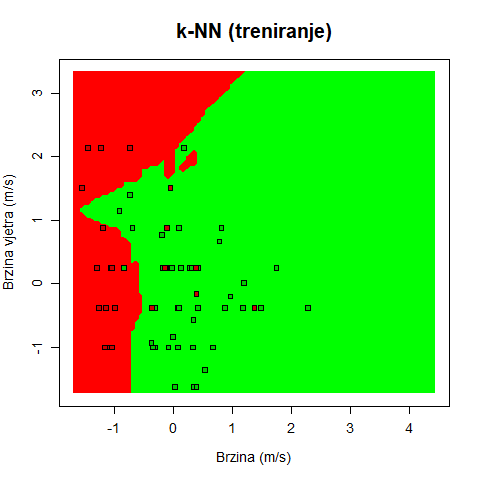 k-NN (treniranje)
Brzina vjetra (m/s)
3
2
1
0
-1
-1 0 1 2 3 4
Brzina (m/s)